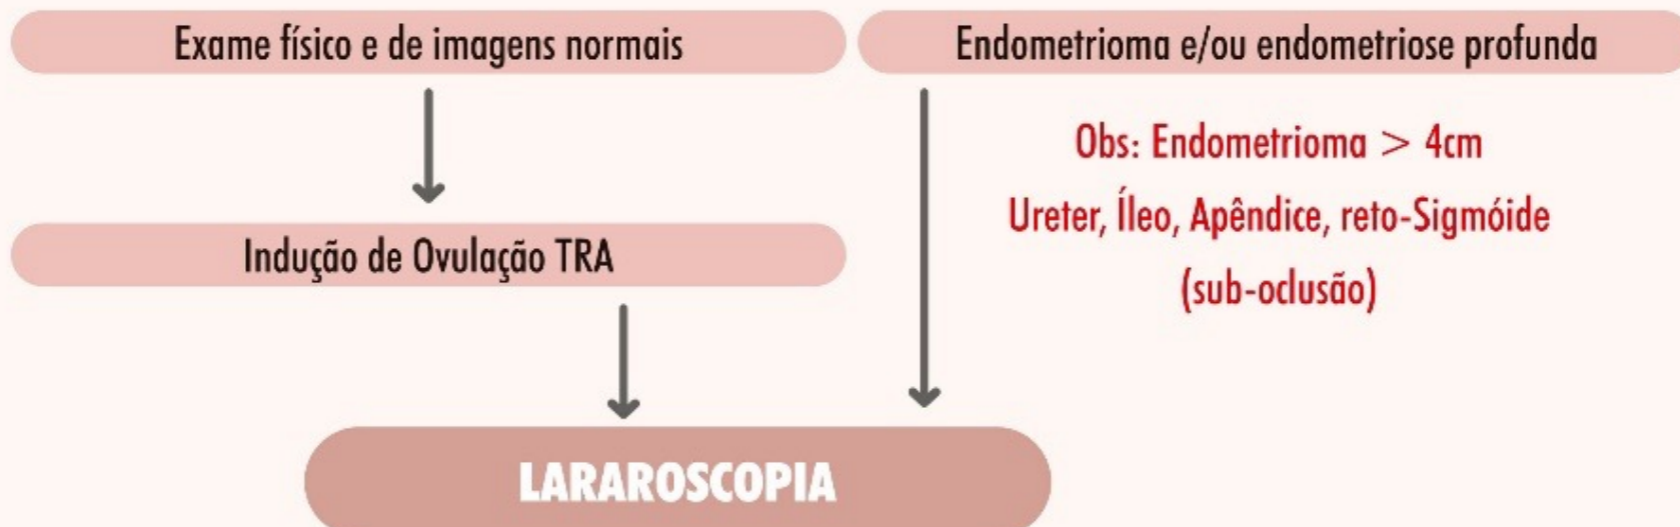 Exame físico e de imagens normais
Endometrioma e/ou endometriose profunda
Obs: Endometrioma > 4cm
Ureter, Íleo, Apêndice, reto-Sigmóide
(sub-oclusão)
Indução de Ovulação TRA
LARAROSCOPIA